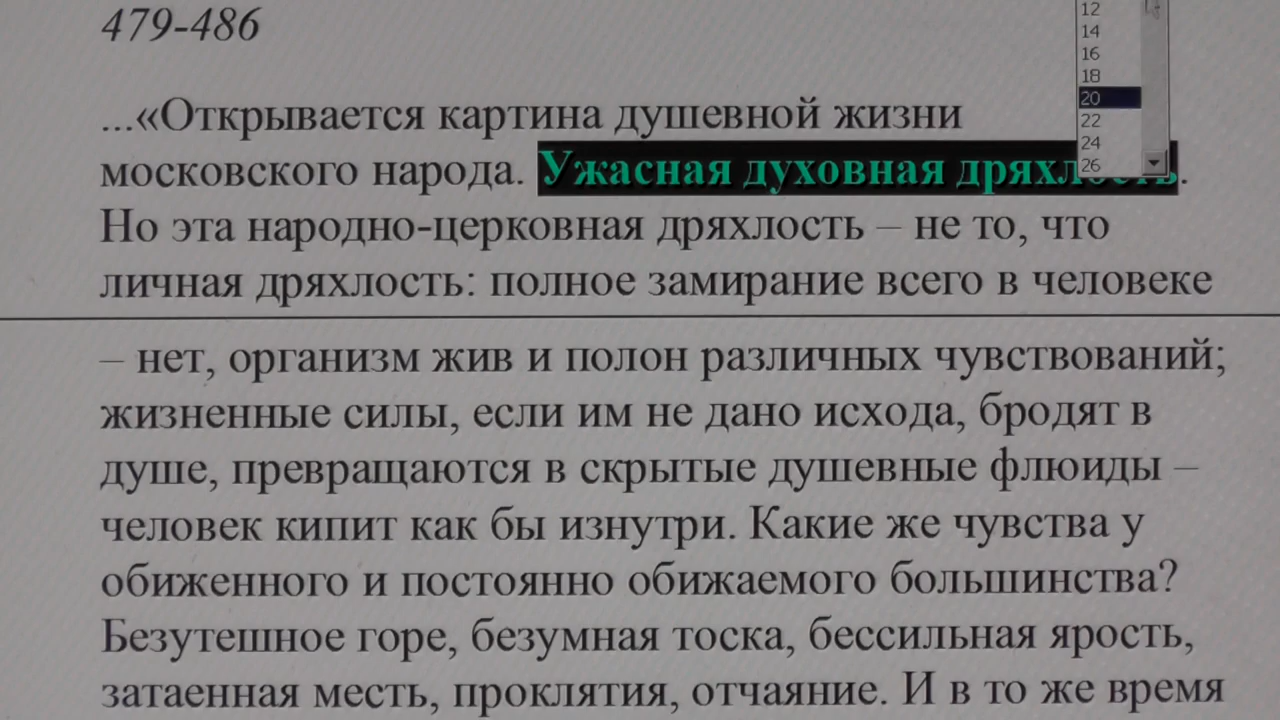 479-486
12
14
16
18
20
22
24
26
...«Открывается картина душевной жизни
московского народа. Ужасная духовная дряхлость.
Но эта народно-церковная дряхлость – не то, что
личная дряхлость: полное замирание всего в человеке
– нет, организм жив и полон различных чувствований;
жизненные силы, если им не дано исхода, бродят в
душе, превращаются в скрытые душевные флюиды –
человек кипит как бы изнутри. Какие же чувства у
обиженного и постоянно обижаемого большинства?
Безутешное горе, безумная тоска, бессильная ярость,
затаенная месть, проклятия, отчаяние. И в то же время